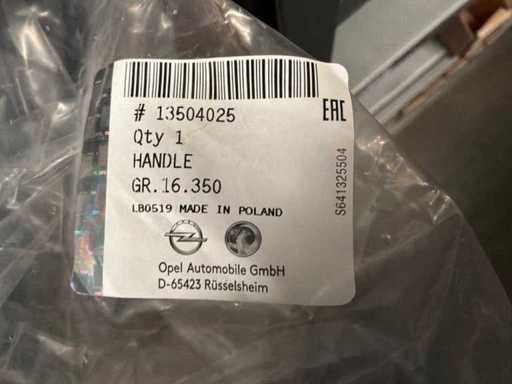 # 13504025
EAC
Qty 1
HANDLE
GR.16.350
LB0519 MADE IN POLAND
Opel Automobile GmbH
D-65423 Rüsselsheim
S641325504